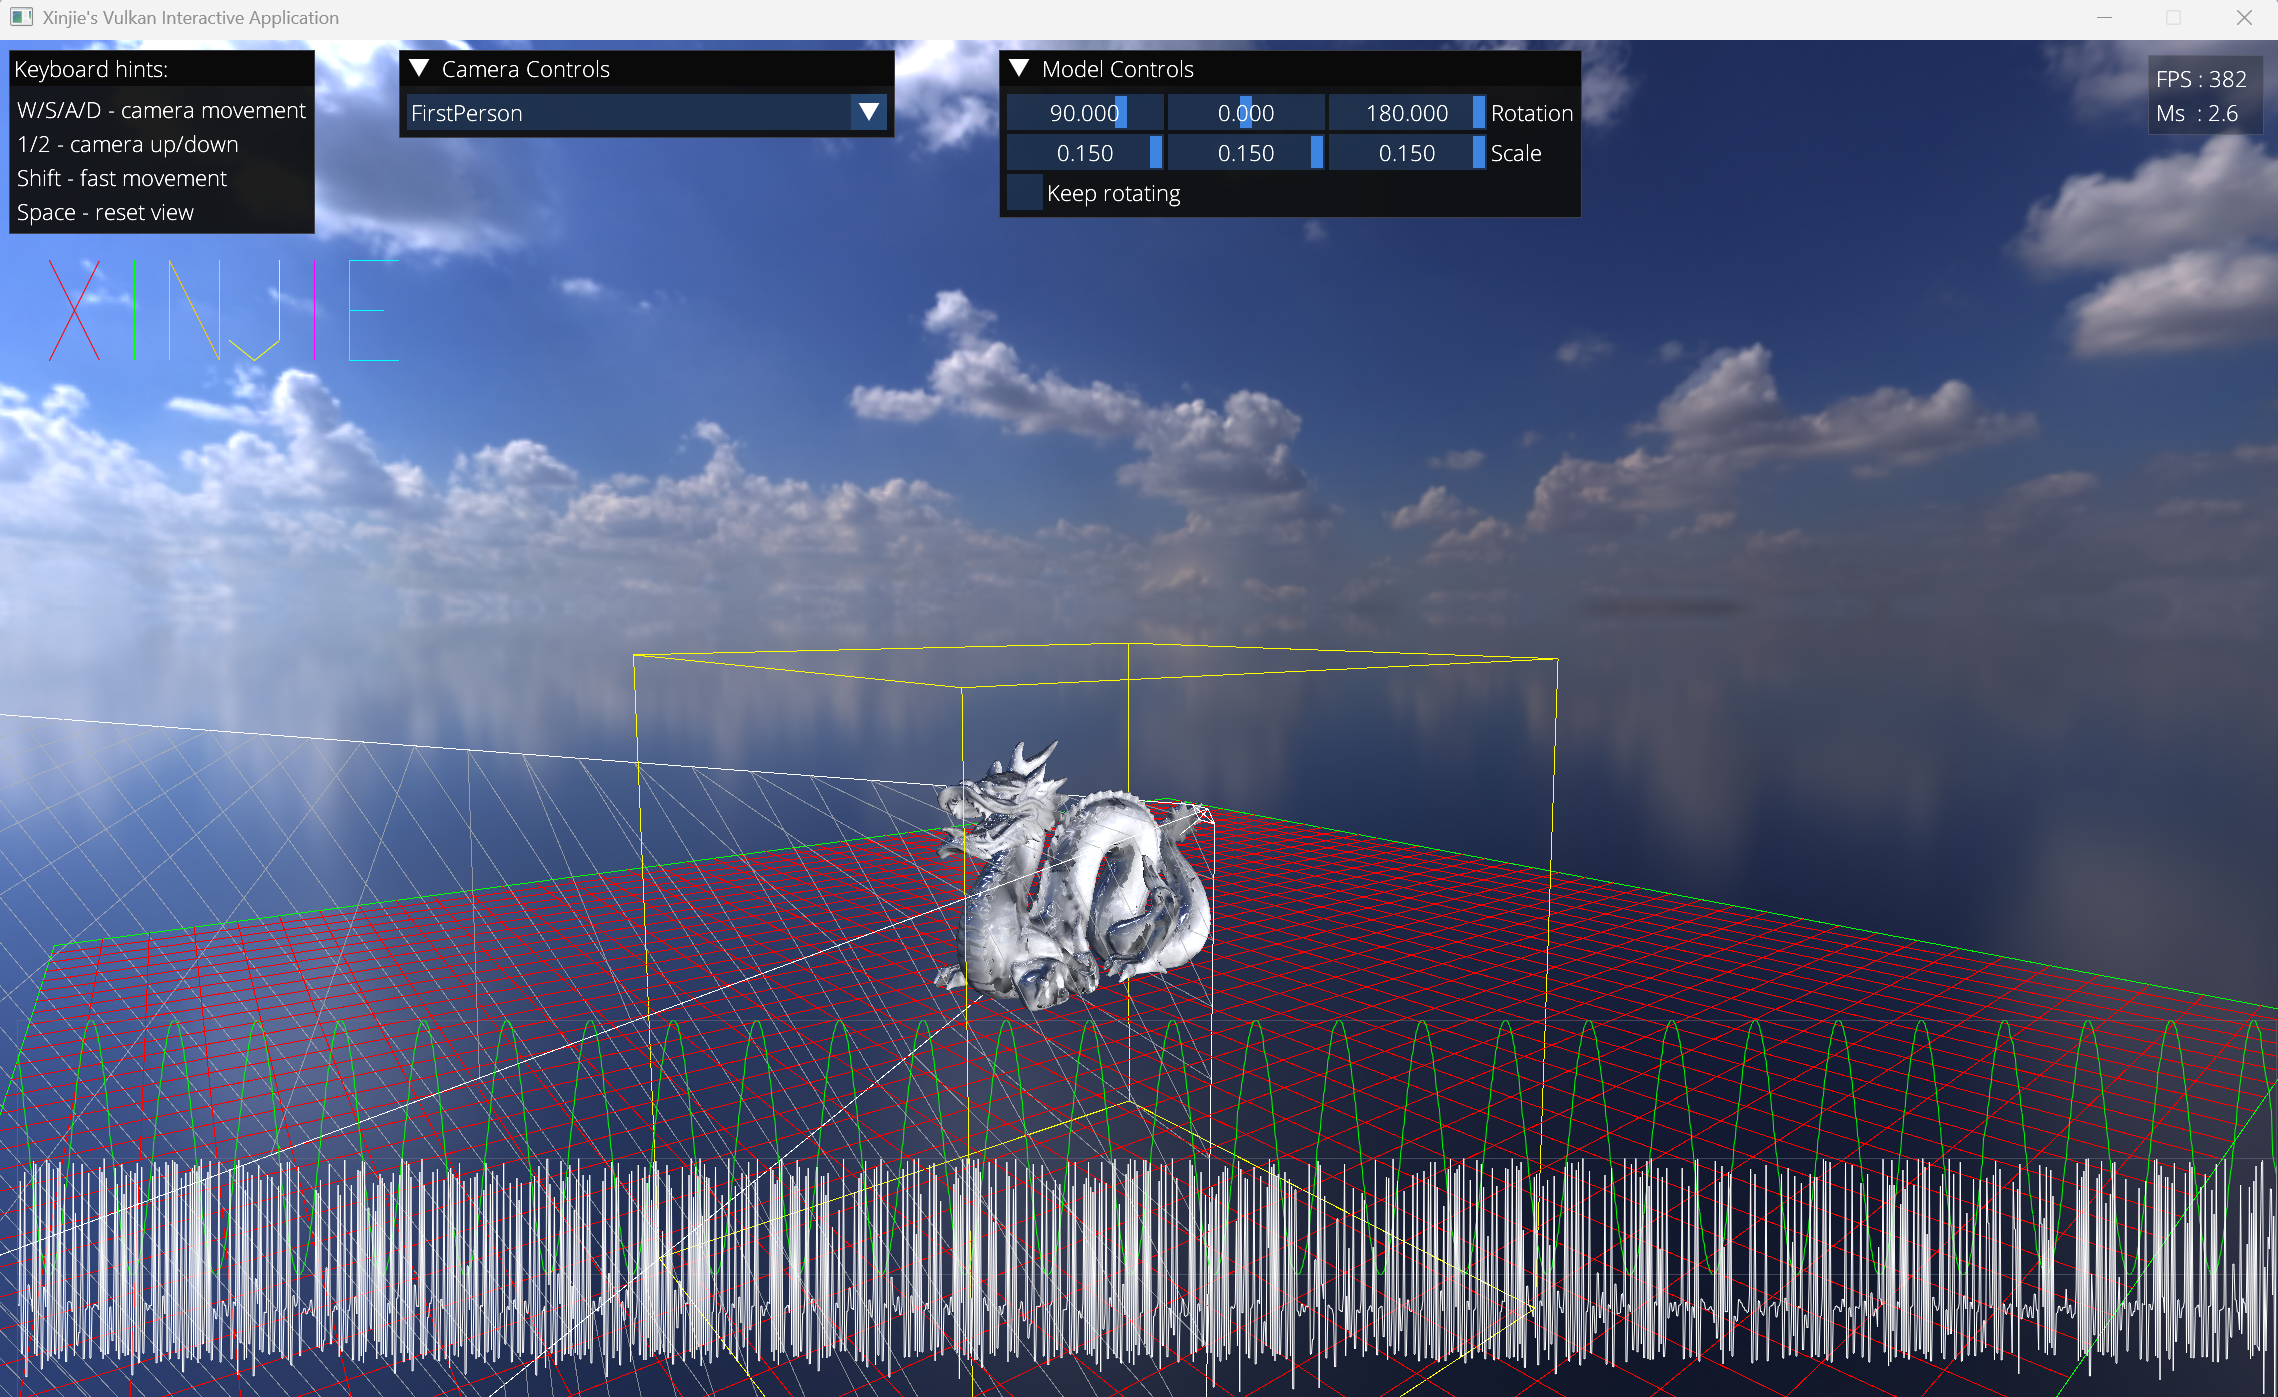 Xinjie's Vulkan Interactive Application
Keyboard hints:
W/S/A/D - camera movement
1/2 - camera up/down
Shift - fast movement
Space - reset view
Camera Controls
FirstPerson
Model Controls
90.000 0.000 180.000 Rotation
0.150 0.150 0.150 Scale
Keep rotating
FPS : 382
Ms : 2.6
XINJIE